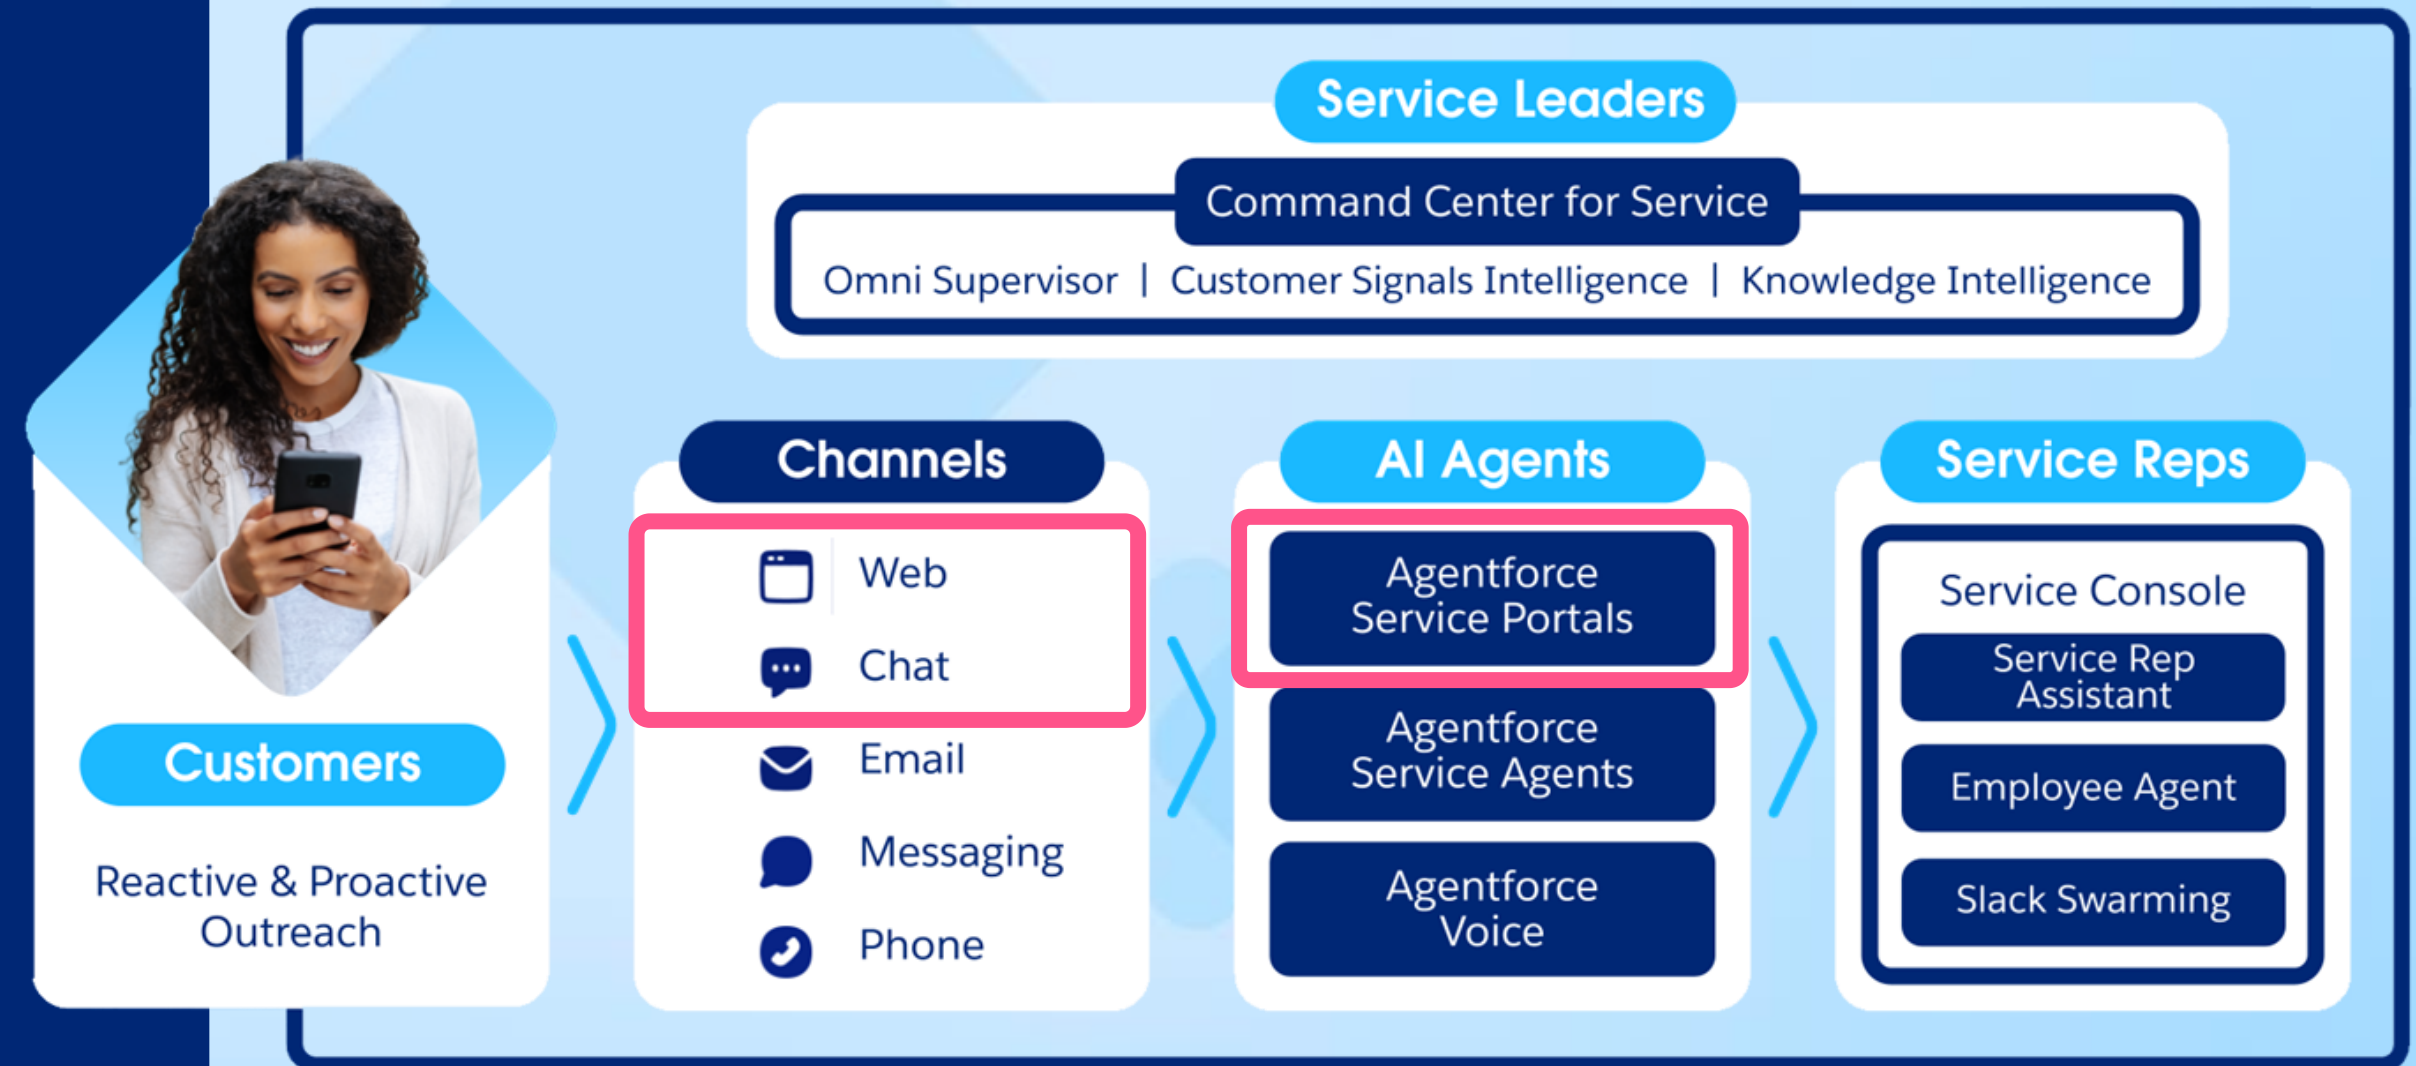 Service Leaders
Command Center for Service
Omni Supervisor | Customer Signals Intelligence | Knowledge Intelligence
Customers
Reactive & Proactive
Outreach
Channels
Web
Chat
Email
Messaging
Phone
AI Agents
Agentforce
Service Portals
Agentforce
Service Agents
Agentforce
Voice
Service Reps
Service Console
Service Rep
Assistant
Employee Agent
Slack Swarming